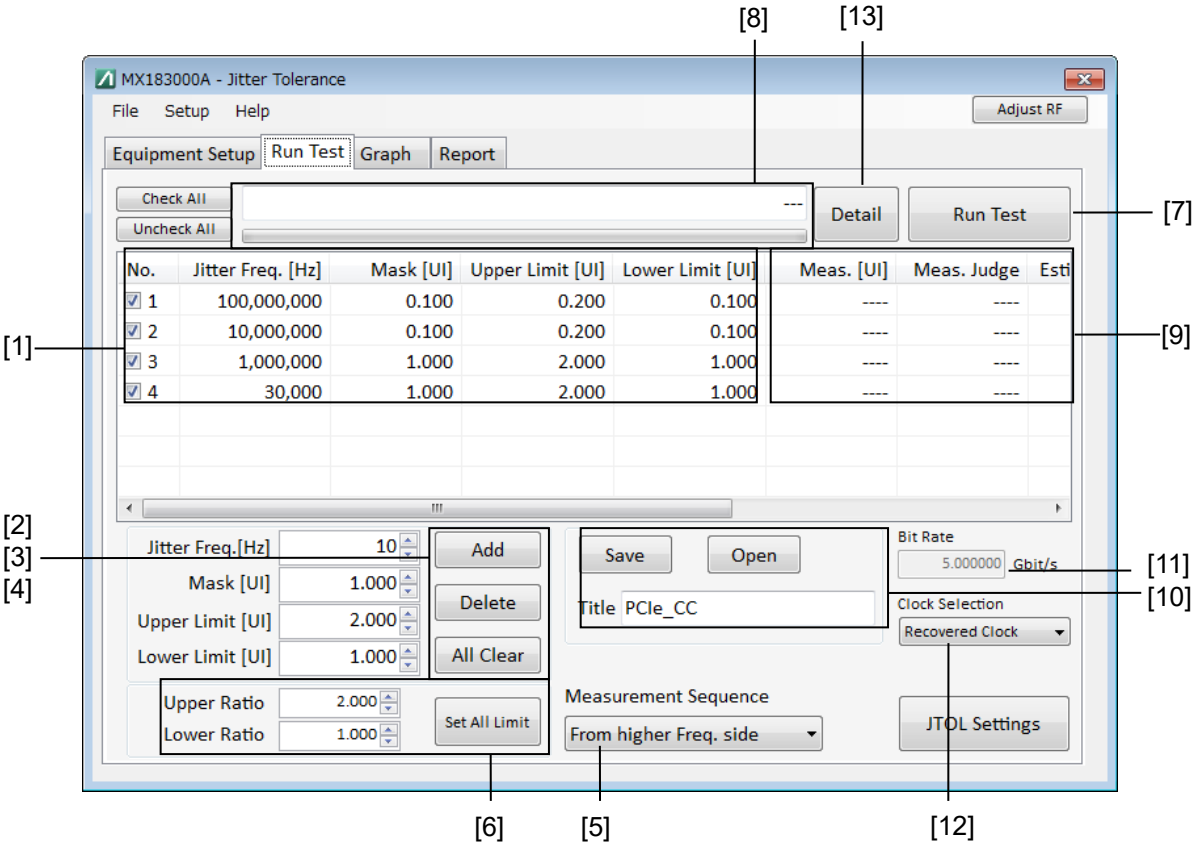 [8] [13]
MX183000A - Jitter Tolerance
File Setup Help Adjust RF
Equipment Setup Run Test Graph Report
Check All
--- Detail Run Test [7]
Uncheck All
No. Jitter Freq. [Hz] Mask [UI] Upper Limit [UI] Lower Limit [UI] Meas. [UI] Meas. Judge Esti
1 100,000,000 0.100 0.200 0.100 ---- ----
2 10,000,000 0.100 0.200 0.100 ---- ----
[1] [9]
3 1,000,000 1.000 2.000 1.000 ---- ----
4 30,000 1.000 2.000 1.000 ---- ----
[2]
[3]
[4]
Jitter Freq.[Hz] 10 Add Save Open Bit Rate
5.000000 Gbit/s [11]
Mask [UI] 1.000 Delete Title PCIe_CC [10]
Upper Limit [UI] 2.000 Clock Selection
Recovered Clock
Lower Limit [UI] 1.000 All Clear
Upper Ratio 2.000 Set All Limit Measurement Sequence
Lower Ratio 1.000 From higher Freq. side JTOL Settings
[6] [5] [12]